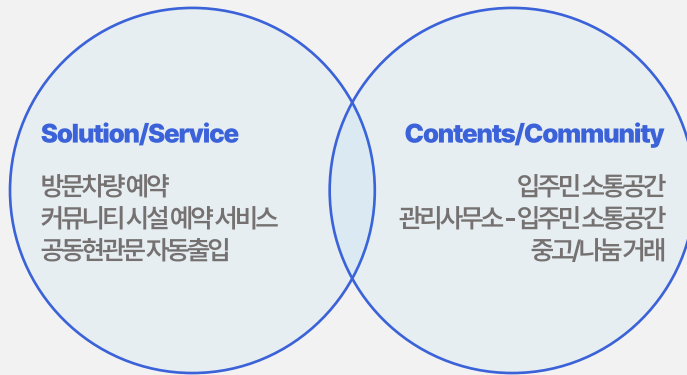 Solution/Service
방문차량 예약
커뮤니티 시설 예약 서비스
공동현관문 자동출입
Contents/Community
입주민 소통공간
관리사무소 - 입주민 소통공간
중고/나눔 거래